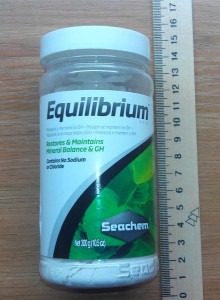 Equilibrium™
Restores & Maintains
Mineral Balance & GH
Contains No Sodium
or Chloride
Seachem
Net 300 g (10.6 oz)
1
2
3
4
5
6
7
8
9
10
11
12
13
14
15
16
17